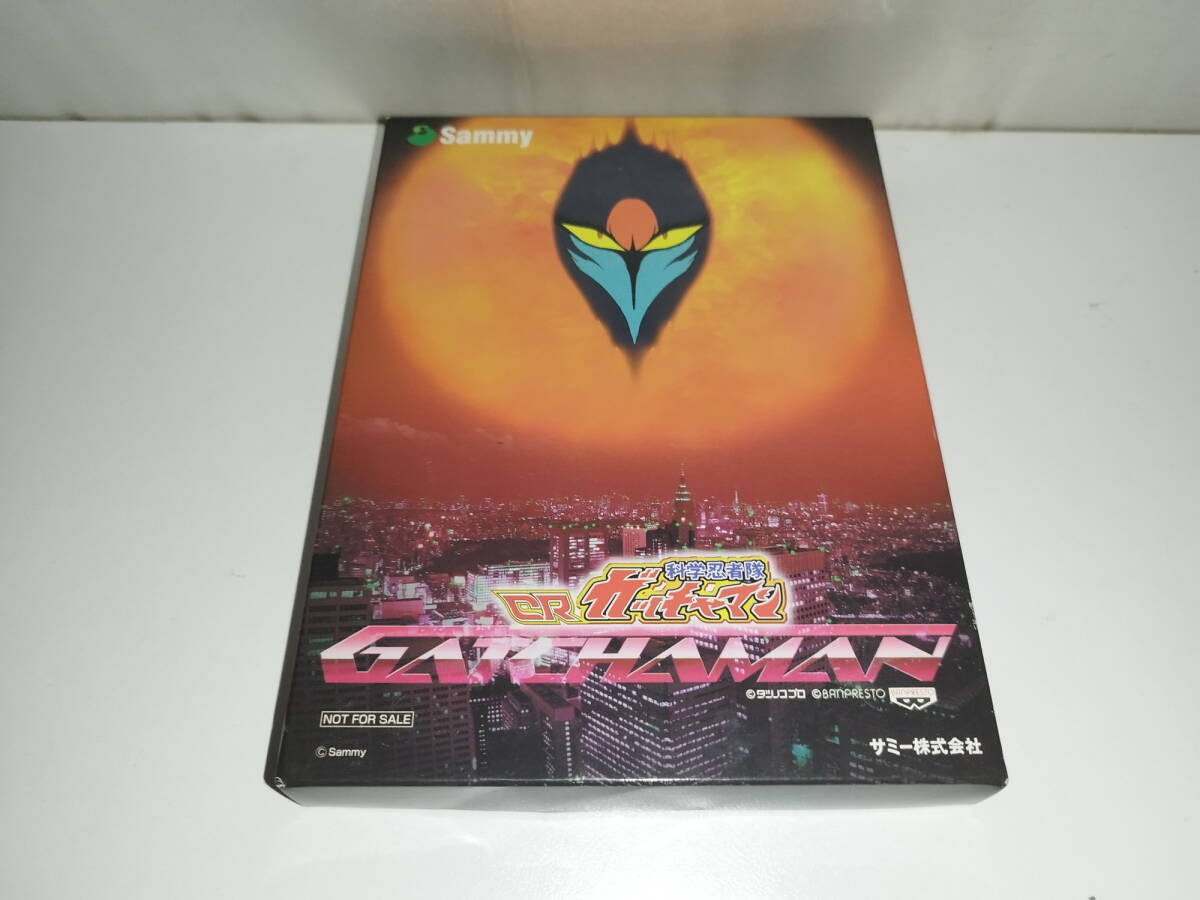 Sammy
科学忍者隊
CR ガッチャマン
GATCHAMAN
©タツノコプロ ©BANPRESTO BANPRESTO
NOT FOR SALE
©Sammy
サミー株式会社